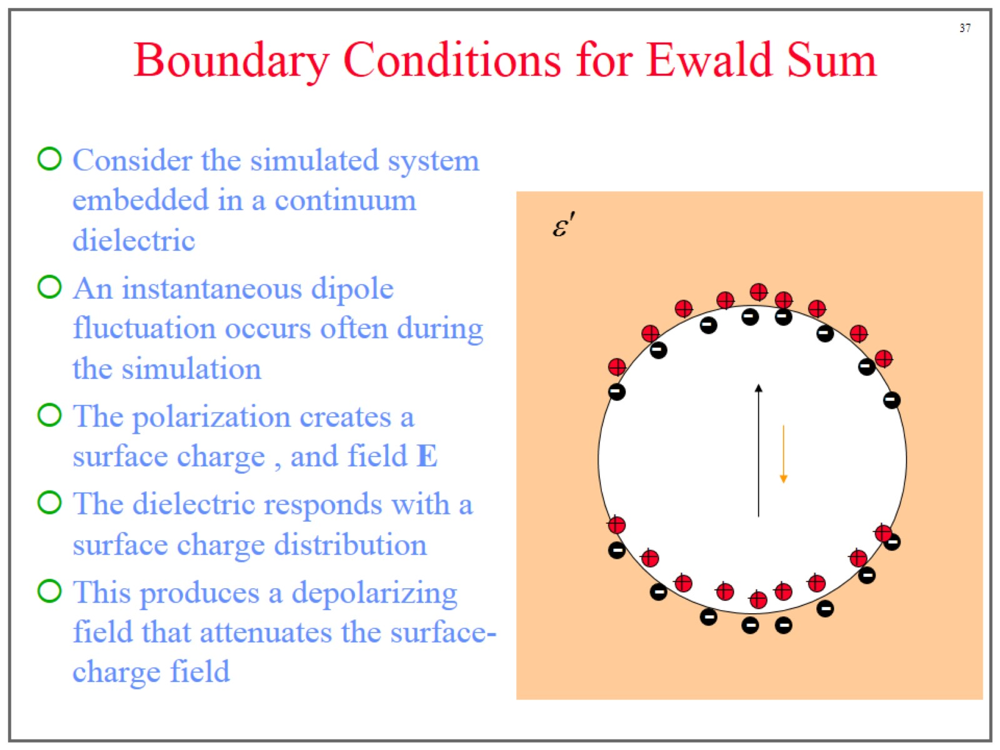 37
Boundary Conditions for Ewald Sum
Consider the simulated system
embedded in a continuum
dielectric
An instantaneous dipole
fluctuation occurs often during
the simulation
The polarization creates a
surface charge , and field E
The dielectric responds with a
surface charge distribution
This produces a depolarizing
field that attenuates the surface-
charge field
ε′